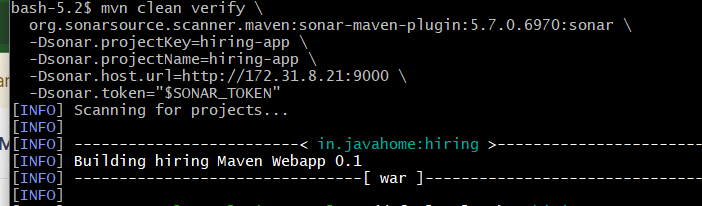 bash-5.2$ mvn clean verify \
  org.sonarsource.scanner.maven:sonar-maven-plugin:5.7.0.6970:sonar \
  -Dsonar.projectKey=hiring-app \
  -Dsonar.projectName=hiring-app \
  -Dsonar.host.url=http://172.31.8.21:9000 \
  -Dsonar.token="$SONAR_TOKEN"
[INFO] Scanning for projects...
[INFO]
[INFO] -------------------------< in.javahome:hiring >-----------------------
[INFO] Building hiring Maven Webapp 0.1
[INFO] --------------------------------[ war ]-------------------------------
[INFO]